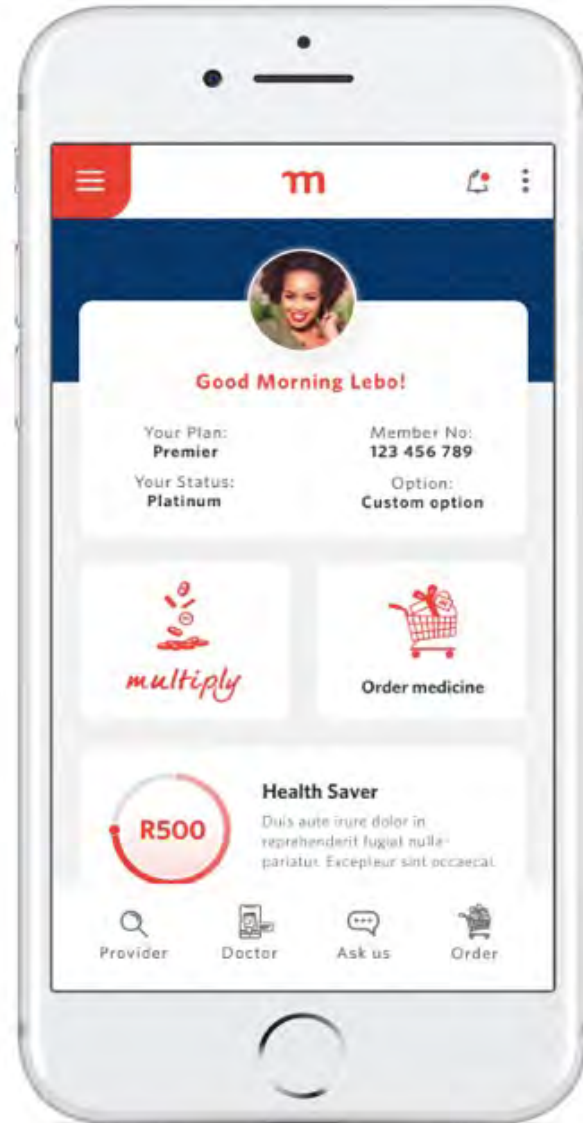 m
Good Morning Lebo!
Your Plan:
Premier
Member No:
123 456 789
Your Status:
Platinum
Option:
Custom option
multiply
Order medicine
R500
Health Saver
Duis aute irure dolor in
reprehenderit fugiat nulla-
pariatur. Excepteur sint occaecat.
Provider
Doctor
Ask us
Order